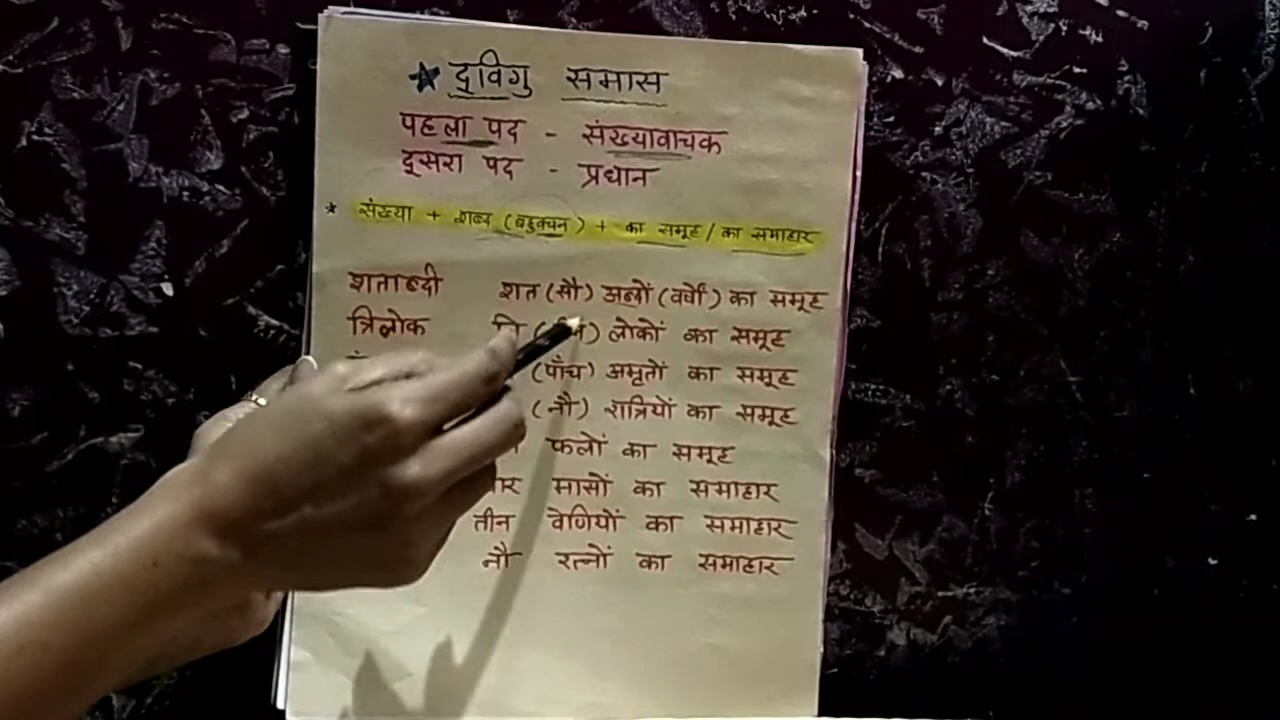 * द्विगु समास
पहला पद - संख्यावाचक
दूसरा पद - प्रधान
* संख्या + शब्द (बहुवचन) + का समूह / का समाहार
शताब्दी शत (सौ) अब्दों (वर्षों) का समूह
त्रिलोक लोकों का समूह
(पाँच) अमृतों का समूह
(नौ) रात्रियों का समूह
फलों का समूह
मासों का समाहार
तीन वेणियों का समाहार
नौ रत्नों का समाहार